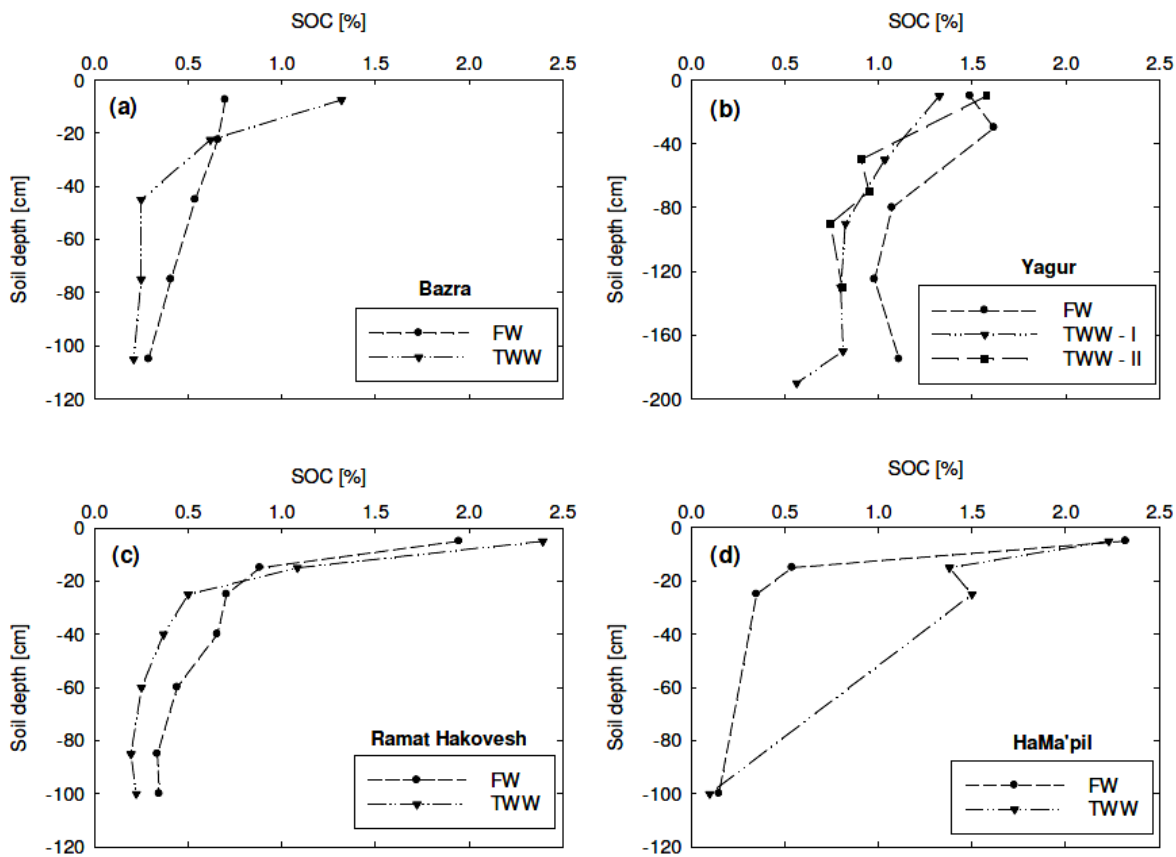 SOC [%]
0.0 0.5 1.0 1.5 2.0 2.5
0
-20
-40
-60
-80
-100
-120
Soil depth [cm]
(a)
Bazra
FW
TWW
SOC [%]
0.0 0.5 1.0 1.5 2.0 2.5
0
-40
-80
-120
-160
-200
Soil depth [cm]
(b)
Yagur
FW
TWW - I
TWW - II
SOC [%]
0.0 0.5 1.0 1.5 2.0 2.5
0
-20
-40
-60
-80
-100
-120
Soil depth [cm]
(c)
Ramat Hakovesh
FW
TWW
SOC [%]
0.0 0.5 1.0 1.5 2.0 2.5
0
-20
-40
-60
-80
-100
-120
Soil depth [cm]
(d)
HaMa'pil
FW
TWW